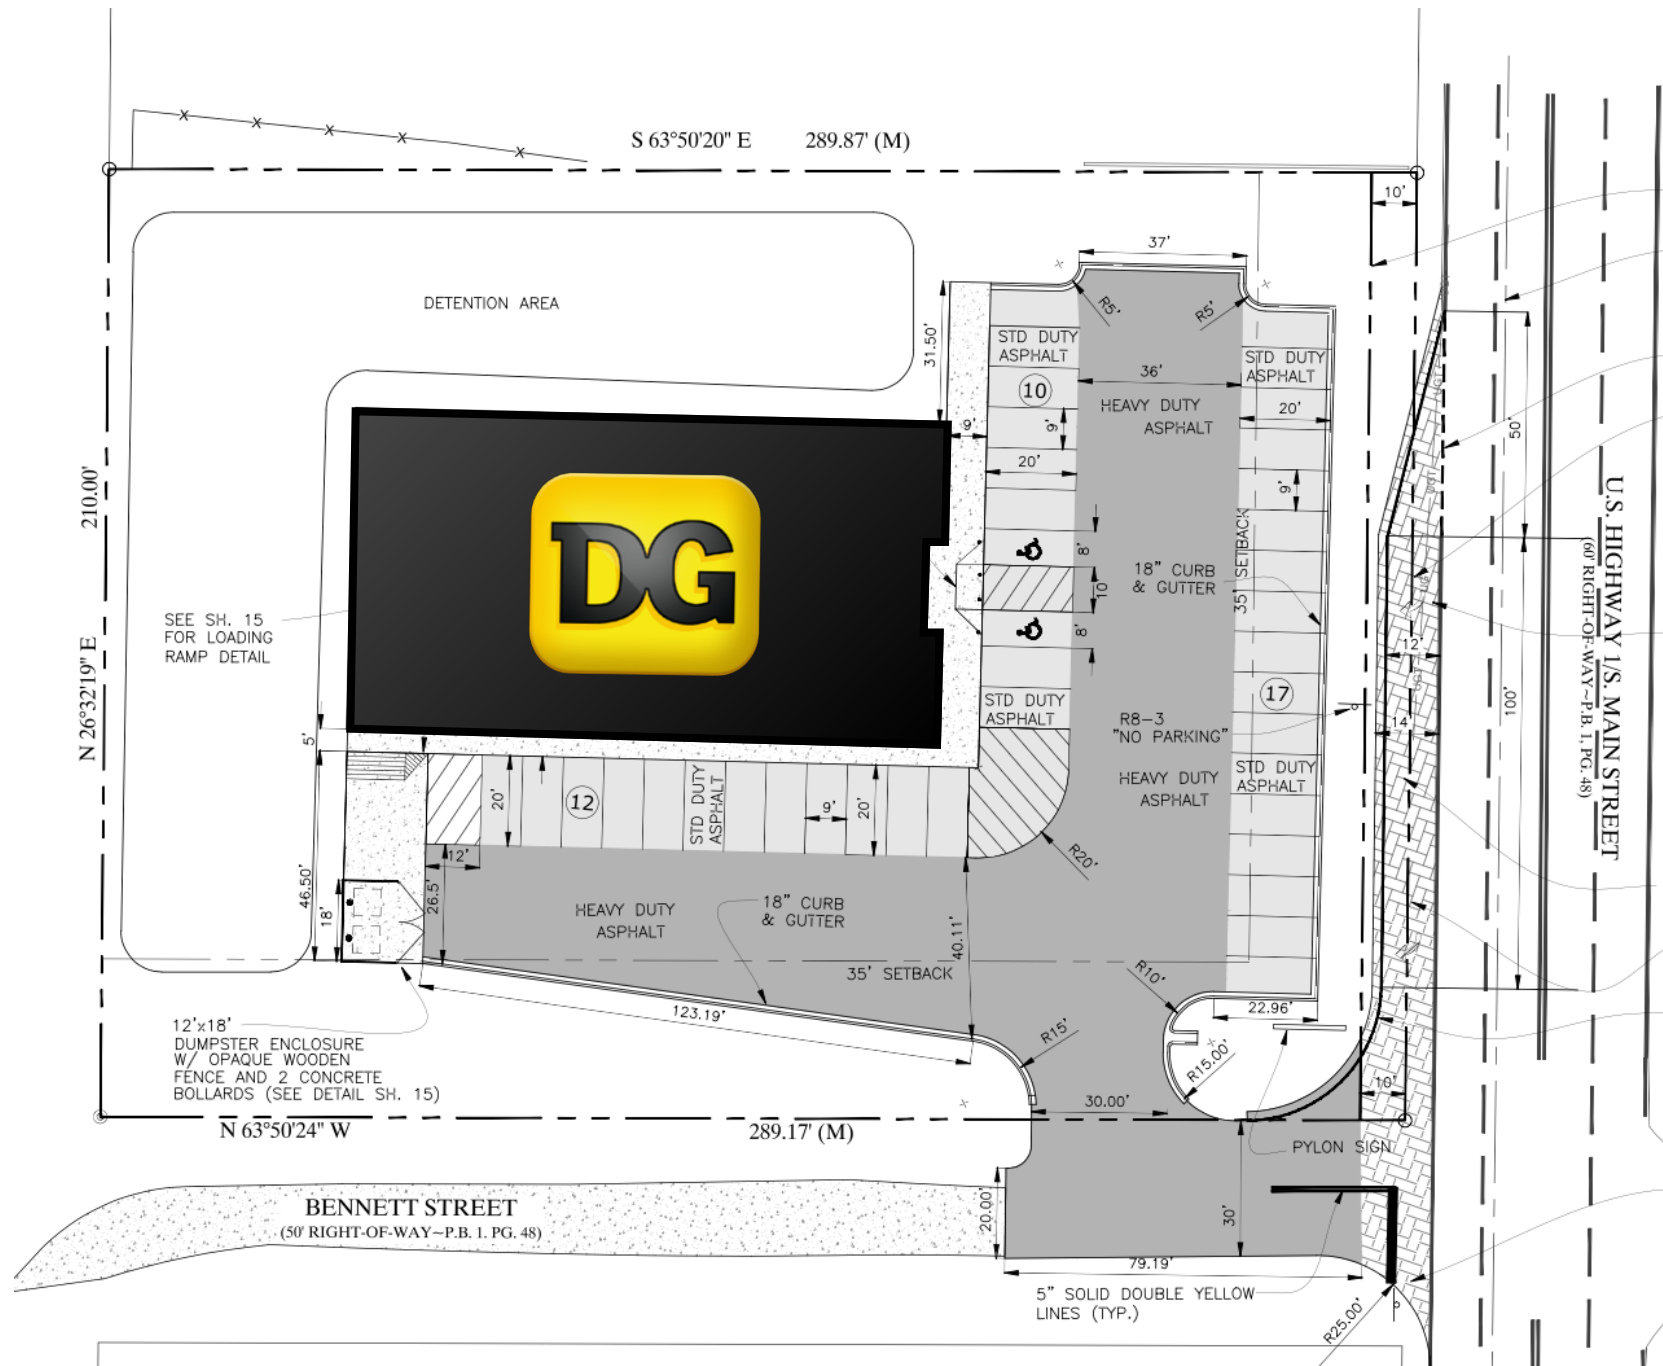 S 63°50'20" E 289.87' (M)
10'
37'
DETENTION AREA
R5'
R5'
31.50'
STD DUTY
ASPHALT
STD DUTY
ASPHALT
10
36'
HEAVY DUTY
ASPHALT
20'
9'
9'
50'
20'
9'
210.00'
DG
8'
18" CURB
& GUTTER
35' SETBACK
10
8'
U.S. HIGHWAY 1/S. MAIN STREET
(60' RIGHT-OF-WAY~P.B. 1, PG. 48)
SEE SH. 15
FOR LOADING
RAMP DETAIL
12'
N 26°32'19" E
17
100'
STD DUTY
ASPHALT
R8-3
"NO PARKING"
14'
5'
HEAVY DUTY
ASPHALT
STD DUTY
ASPHALT
20'
12
STD DUTY
ASPHALT
9'
20'
12'
R20'
46.50'
18'
26.5'
HEAVY DUTY
ASPHALT
18" CURB
& GUTTER
40.11'
35' SETBACK
R10'
123.19'
22.96'
R15'
12'x18'
DUMPSTER ENCLOSURE
W/ OPAQUE WOODEN
FENCE AND 2 CONCRETE
BOLLARDS (SEE DETAIL SH. 15)
R15.00'
10'
30.00'
N 63°50'24" W 289.17' (M)
PYLON SIGN
BENNETT STREET
(50' RIGHT-OF-WAY~P.B. 1. PG. 48)
20.00'
30'
79.19'
5" SOLID DOUBLE YELLOW
LINES (TYP.)
R25.00'